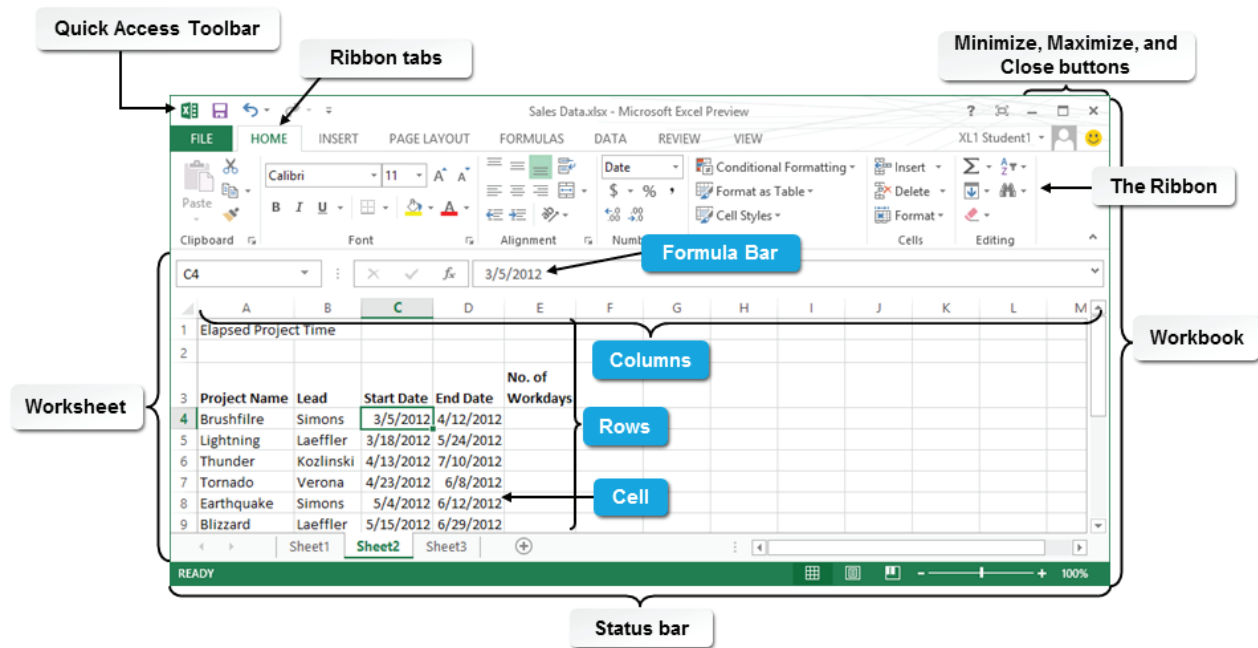 Quick Access Toolbar
Ribbon tabs
Minimize, Maximize, and
Close buttons
Sales Data.xlsx - Microsoft Excel Preview
?
FILE HOME INSERT PAGE LAYOUT FORMULAS DATA REVIEW VIEW XL1 Student1
Paste
Calibri 11 A A
B I U A
Date
$ % ,
Conditional Formatting
Format as Table
Cell Styles
Insert
Delete
Format
Clipboard Font Alignment Cells Editing
The Ribbon
Formula Bar
C4 fx 3/5/2012
A B C D E F G H I J K L M
1 Elapsed Project Time
2
No. of
3 Project Name Lead Start Date End Date Workdays
4 Brushfilre Simons 3/5/2012 4/12/2012
5 Lightning Laeffler 3/18/2012 5/24/2012
6 Thunder Kozlinski 4/13/2012 7/10/2012
7 Tornado Verona 4/23/2012 6/8/2012
8 Earthquake Simons 5/4/2012 6/12/2012
9 Blizzard Laeffler 5/15/2012 6/29/2012
Columns
Rows
Cell
Worksheet
Workbook
Sheet1 Sheet2 Sheet3
READY 100%
Status bar